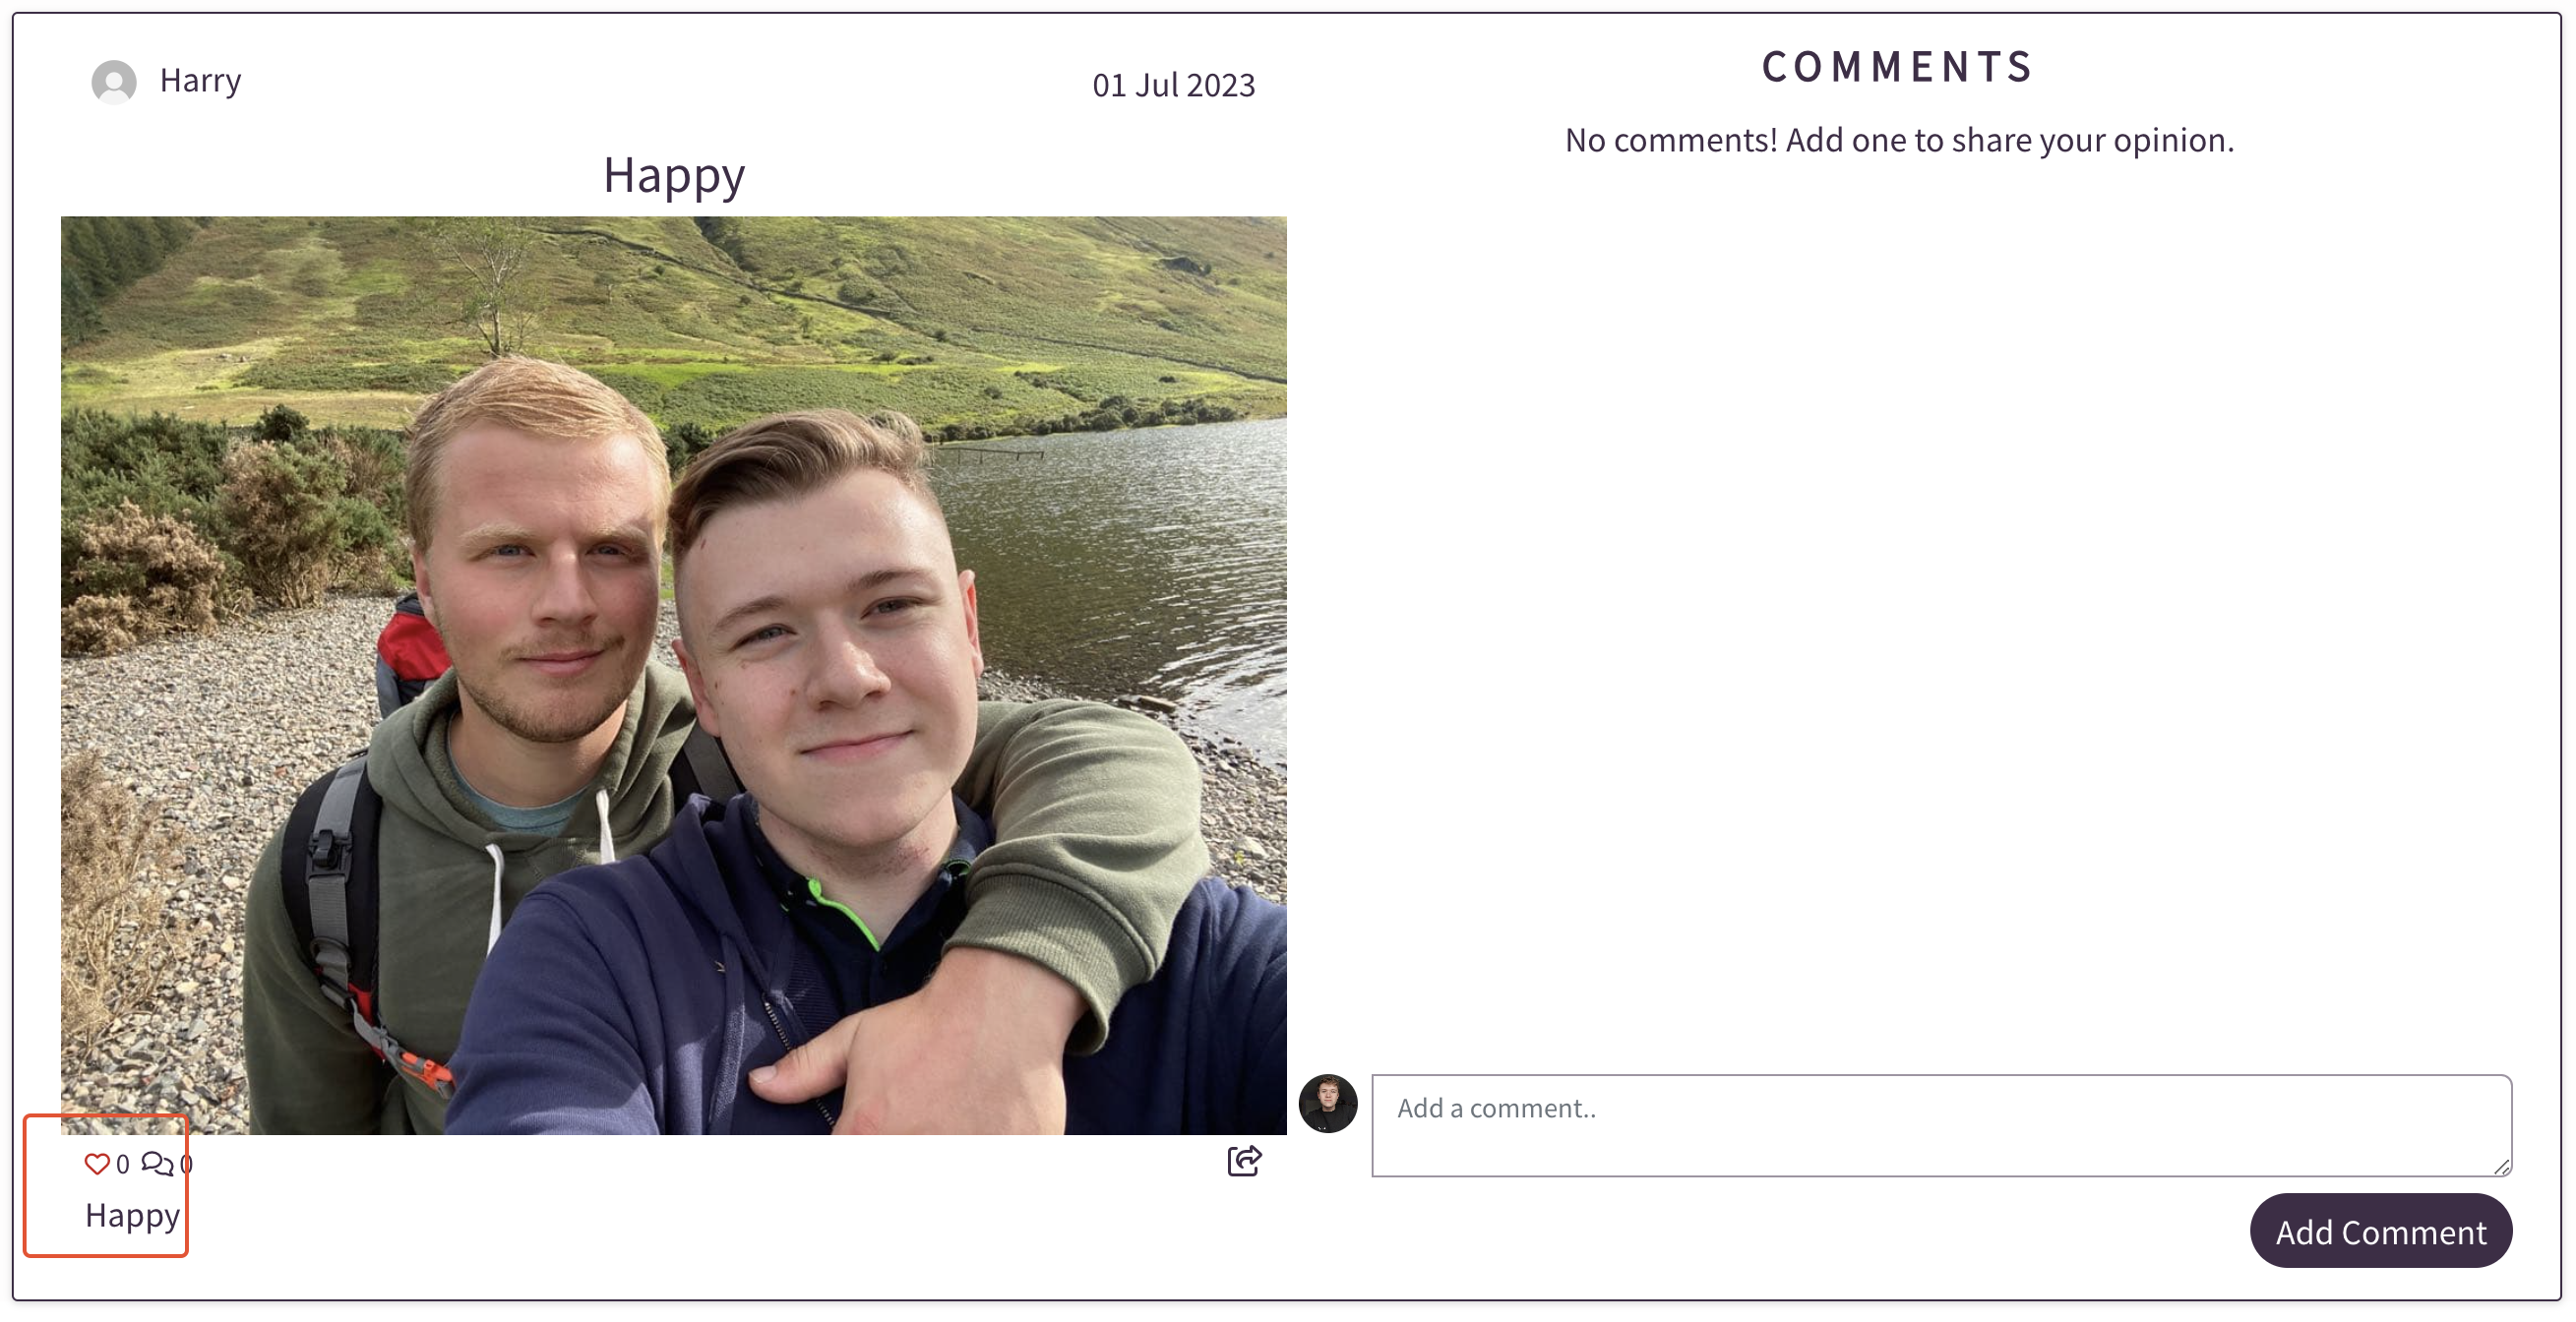 Harry
01 Jul 2023
Happy
0 0
Happy
COMMENTS
No comments! Add one to share your opinion.
Add a comment..
Add Comment